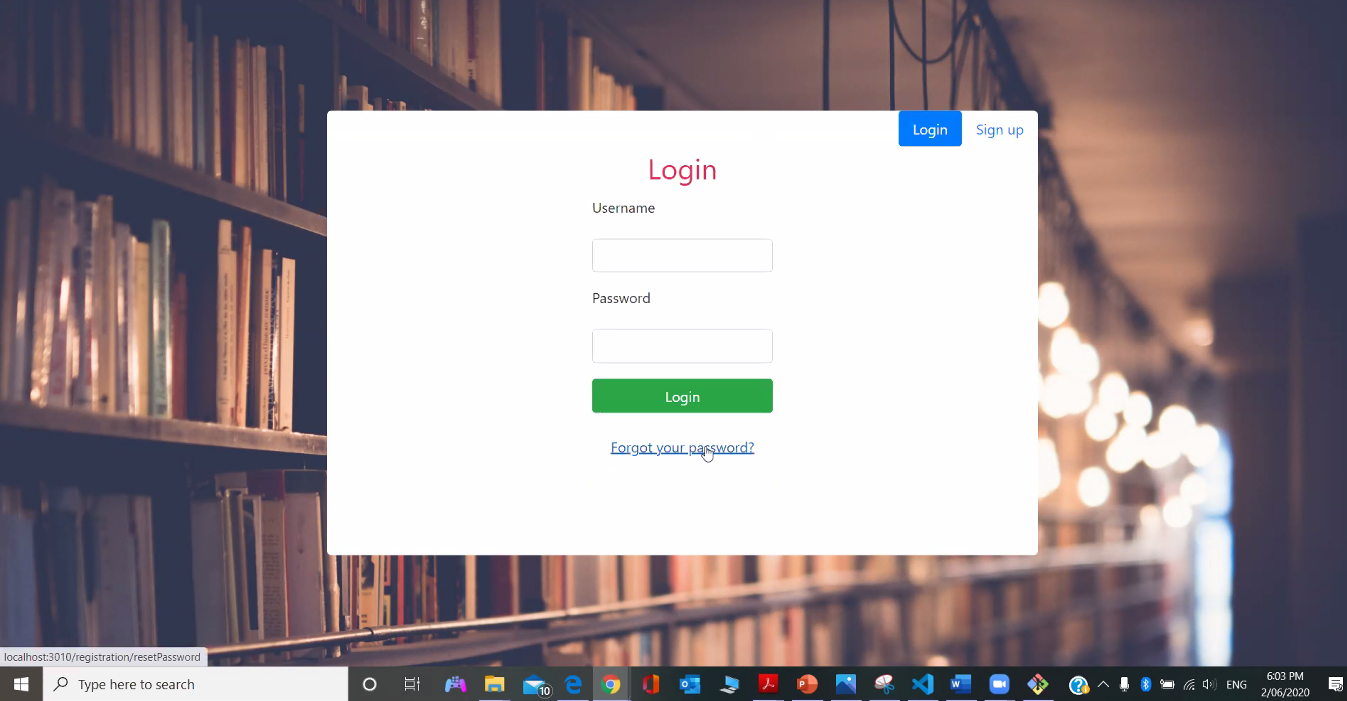 Login
Sign up
Login
Username
Password
Login
Forgot your password?
localhost:3010/registration/resetPassword
Type here to search
10
ENG
6:03 PM
2/06/2020